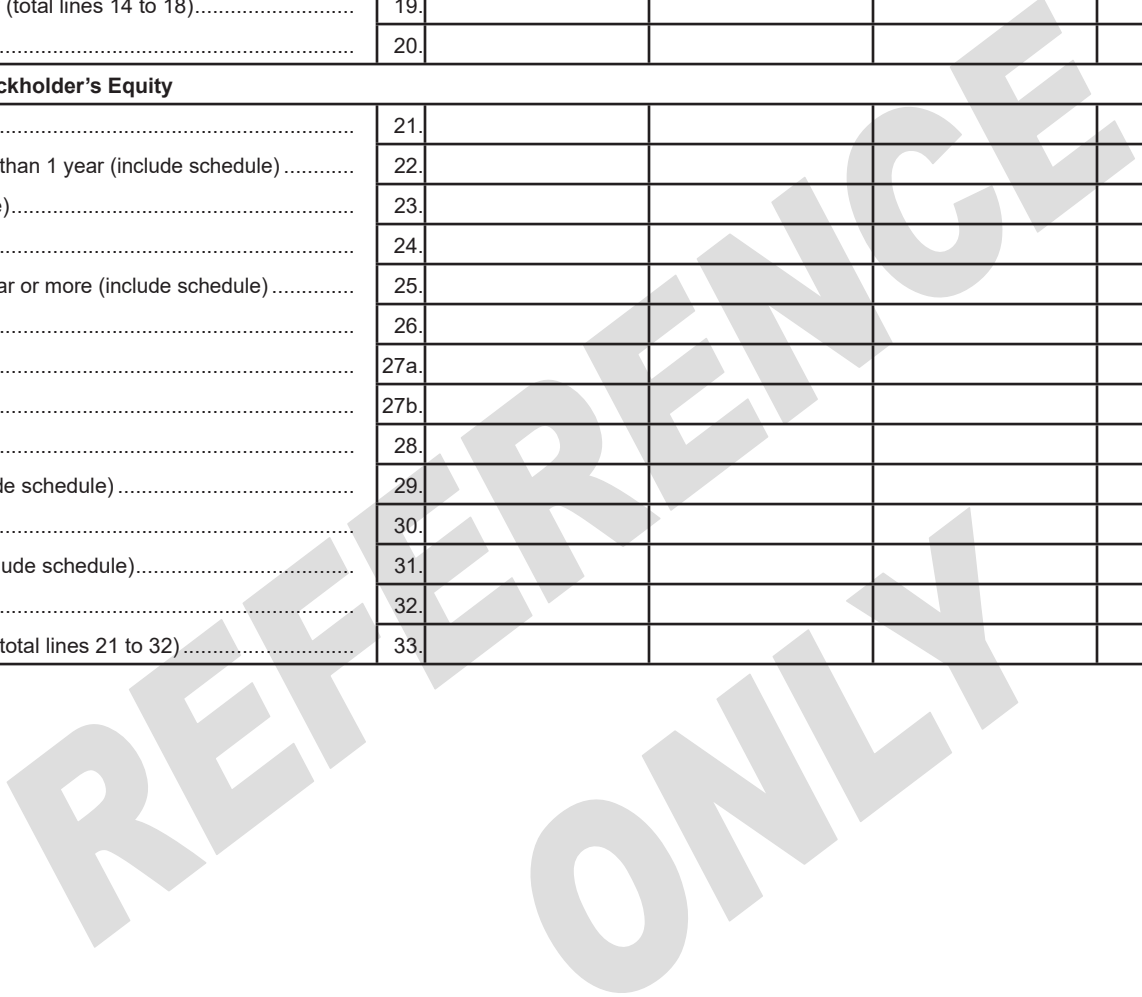 (total lines 14 to 18)........................... 19.
20.
ckholder’s Equity
21.
than 1 year (include schedule)............ 22.
e)........................................................... 23.
24.
ar or more (include schedule).............. 25.
26.
27a.
27b.
28.
de schedule)........................................ 29.
30.
lude schedule)..................................... 31.
32.
total lines 21 to 32)............................. 33.
REFERENCE
ONLY